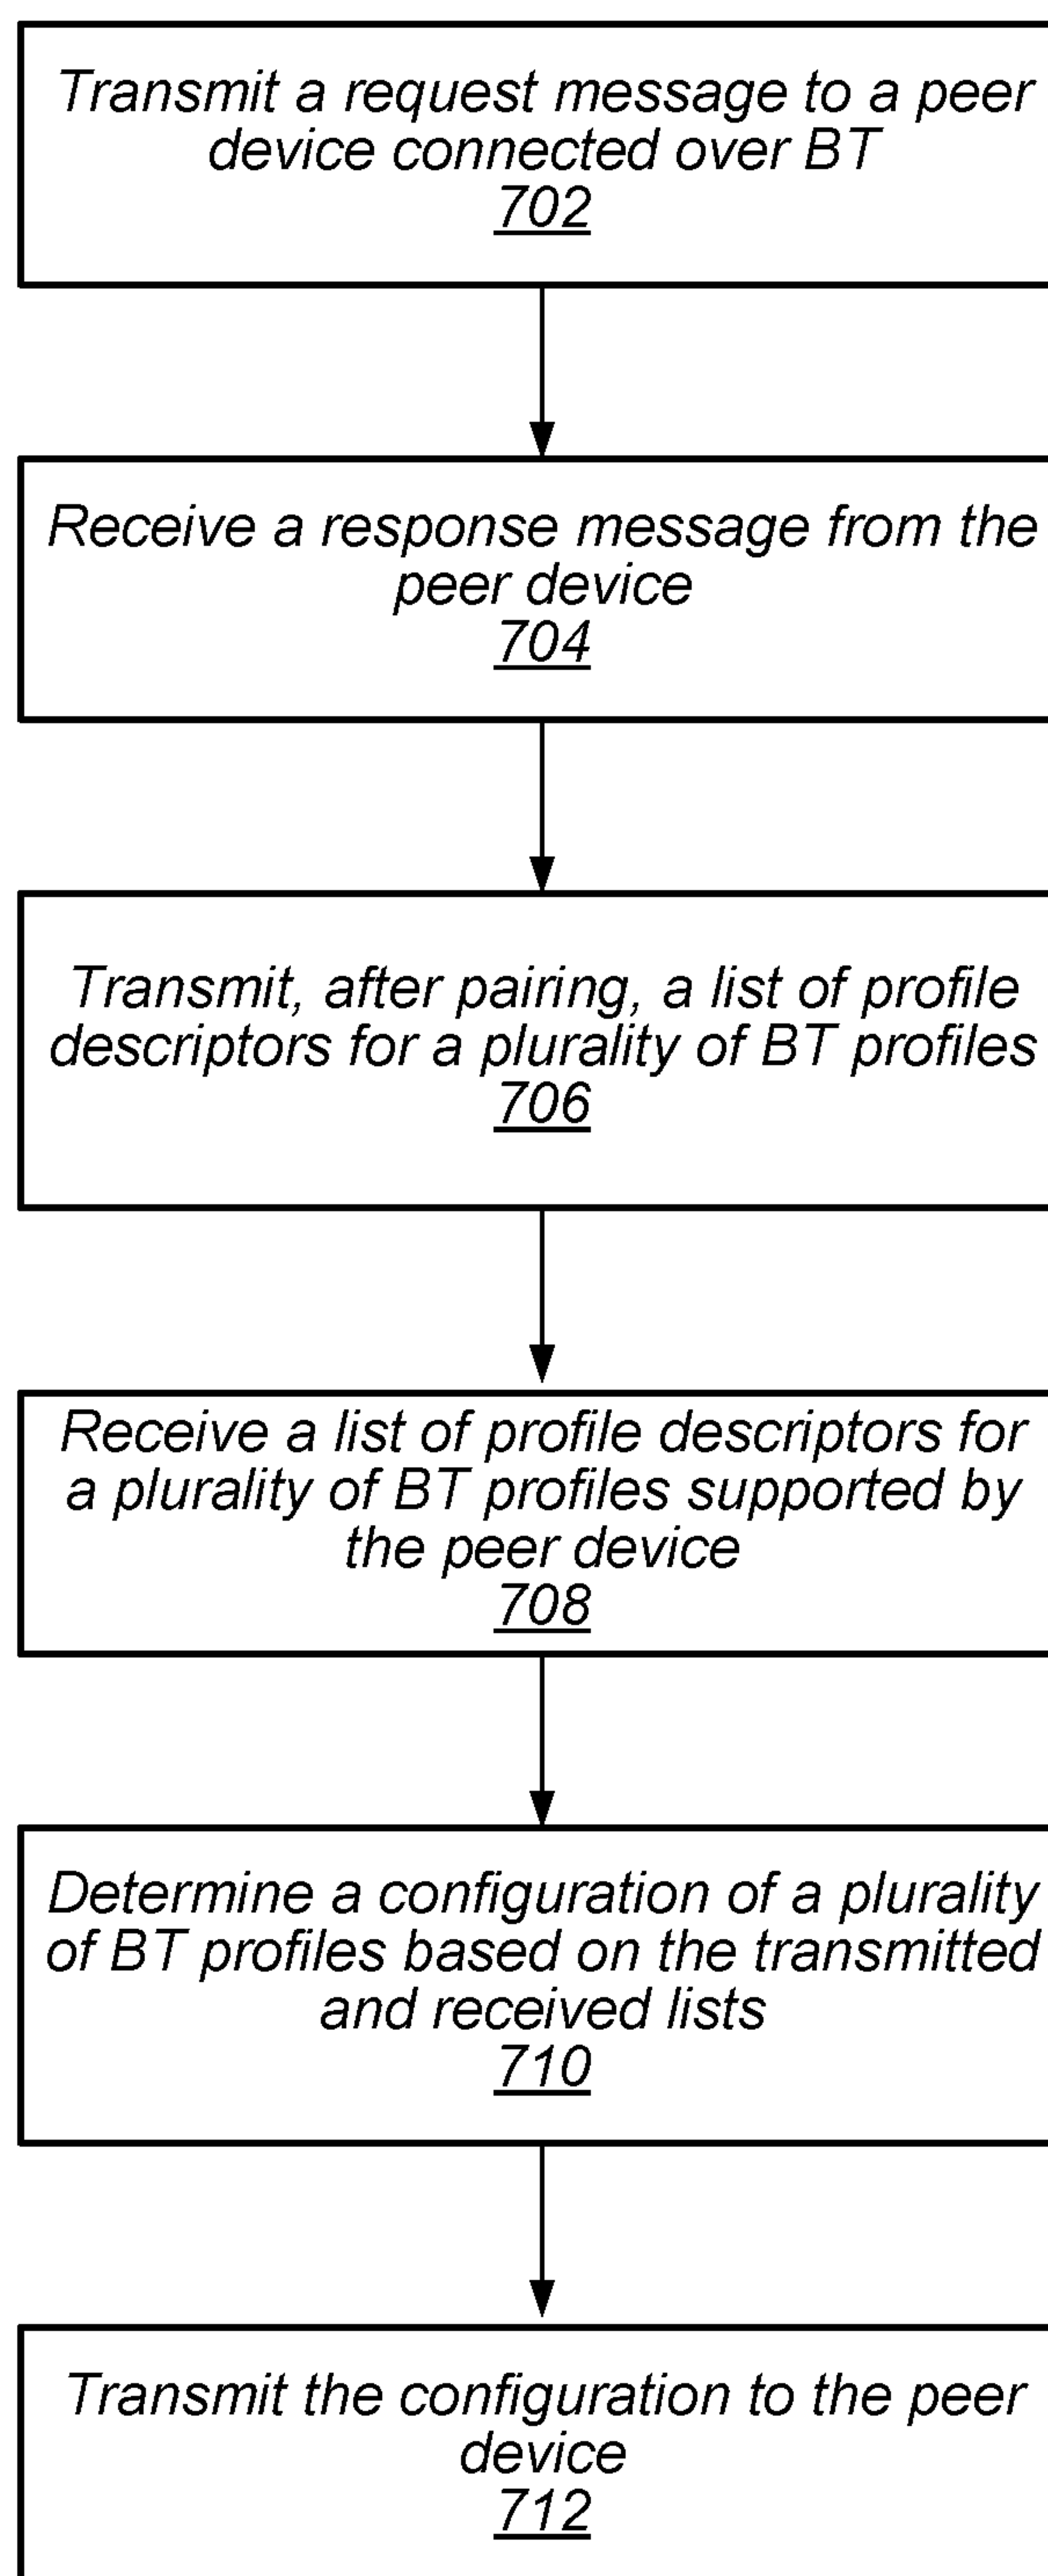 Transmit a request message to a peer
device connected over BT
702
Receive a response message from the
peer device
704
Transmit, after pairing, a list of profile
descriptors for a plurality of BT profiles
706
Receive a list of profile descriptors for
a plurality of BT profiles supported by
the peer device
708
Determine a configuration of a plurality
of BT profiles based on the transmitted
and received lists
710
Transmit the configuration to the peer
device
712